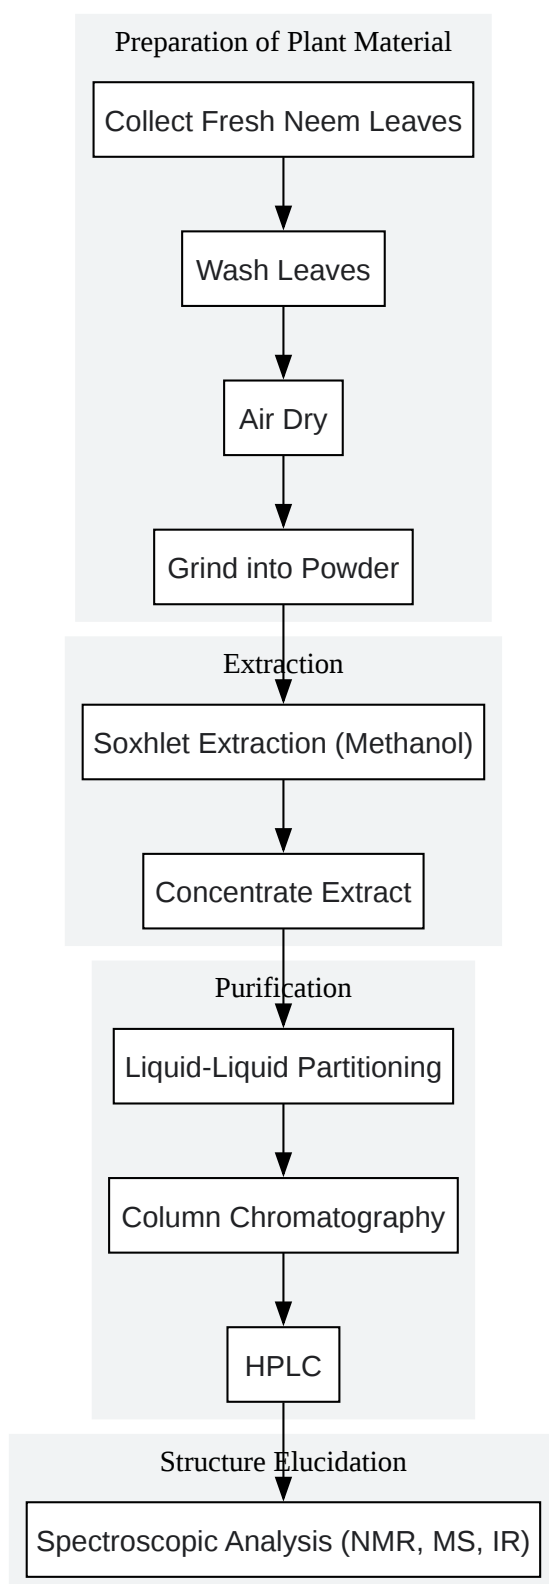 Preparation of Plant Material
Collect Fresh Neem Leaves
Wash Leaves
Air Dry
Grind into Powder
Extraction
Soxhlet Extraction (Methanol)
Concentrate Extract
Purification
Liquid-Liquid Partitioning
Column Chromatography
HPLC
Structure Elucidation
Spectroscopic Analysis (NMR, MS, IR)